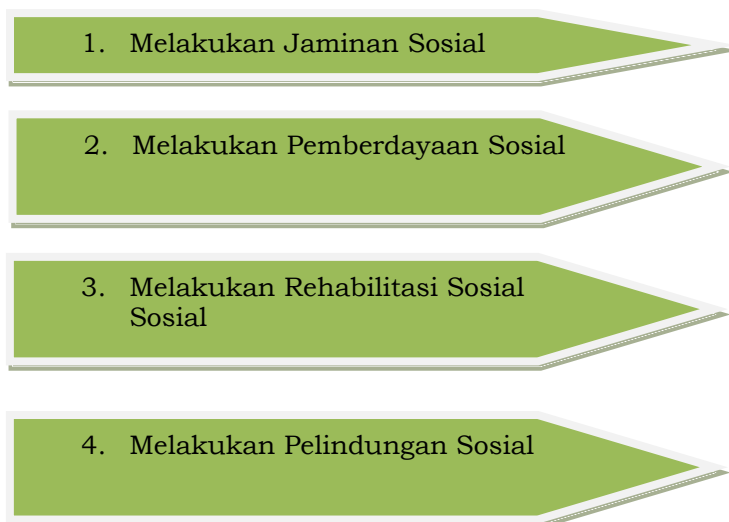 1. Melakukan Jaminan Sosial
2. Melakukan Pemberdayaan Sosial
3. Melakukan Rehabilitasi Sosial
Sosial
4. Melakukan Pelindungan Sosial